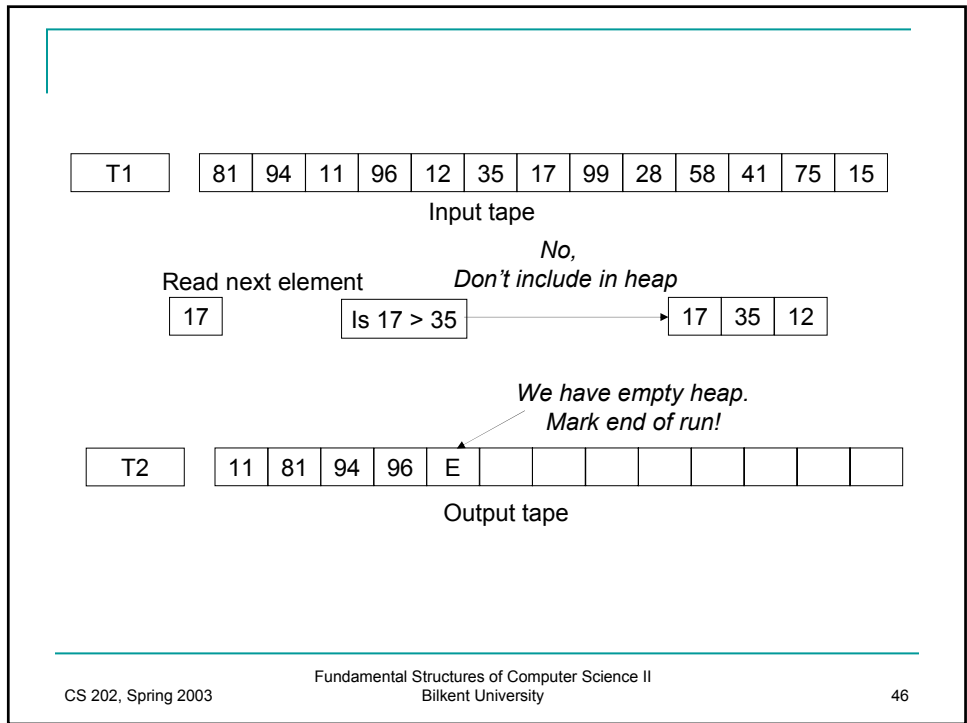 T1 81 94 11 96 12 35 17 99 28 58 41 75 15
Input tape
No,
Read next element Don't include in heap
17 Is 17 > 35 17 35 12
We have empty heap.
Mark end of run!
T2 11 81 94 96 E
Output tape
Fundamental Structures of Computer Science II
CS 202, Spring 2003 Bilkent University 46